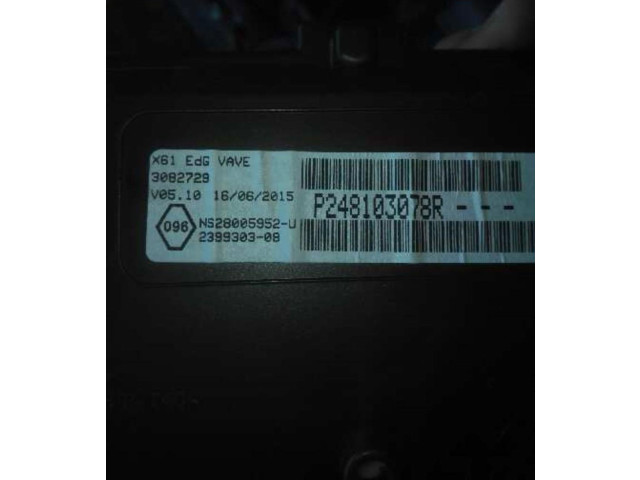 X61 EdG VAVE
3082729
V05.10 16/06/2015
096
NS28005952-U
2399303-08
P248103078R---